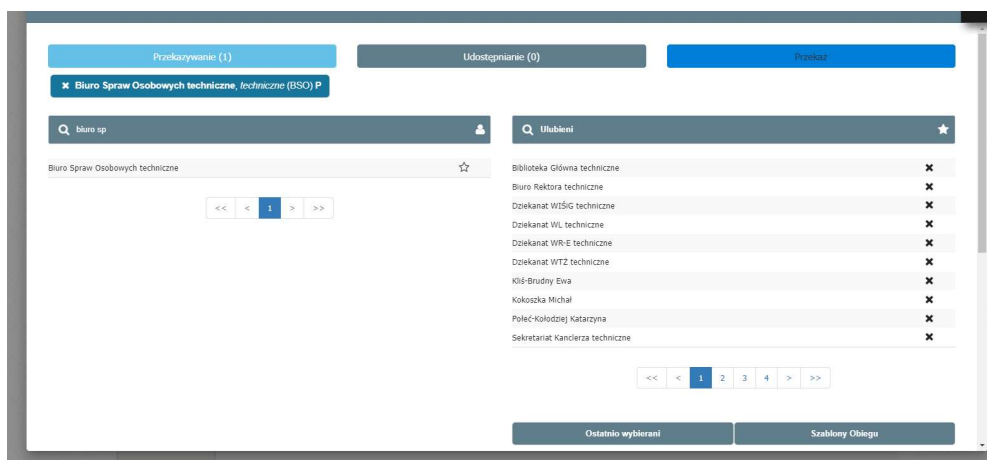 Przekazywanie (1) Udostępnianie (0) Przekaż
✖ Biuro Spraw Osobowych techniczne, techniczne (BSO) P
biuro sp
Biuro Spraw Osobowych techniczne
<< < 1 > >>
Ulubieni
Biblioteka Główna techniczne
Biuro Rektora techniczne
Dziekanat WIŚiG techniczne
Dziekanat WL techniczne
Dziekanat WR-E techniczne
Dziekanat WTŻ techniczne
Kliś-Brudny Ewa
Kokoszka Michał
Połeć-Kołodziej Katarzyna
Sekretariat Kanclerza techniczne
<< < 1 2 3 4 > >>
Ostatnio wybierani Szablony Obiegu